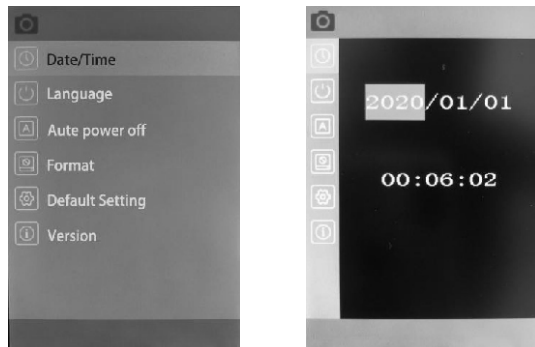 Date/Time
Language
Aute power off
Format
Default Setting
Version
2020/01/01
00:06:02